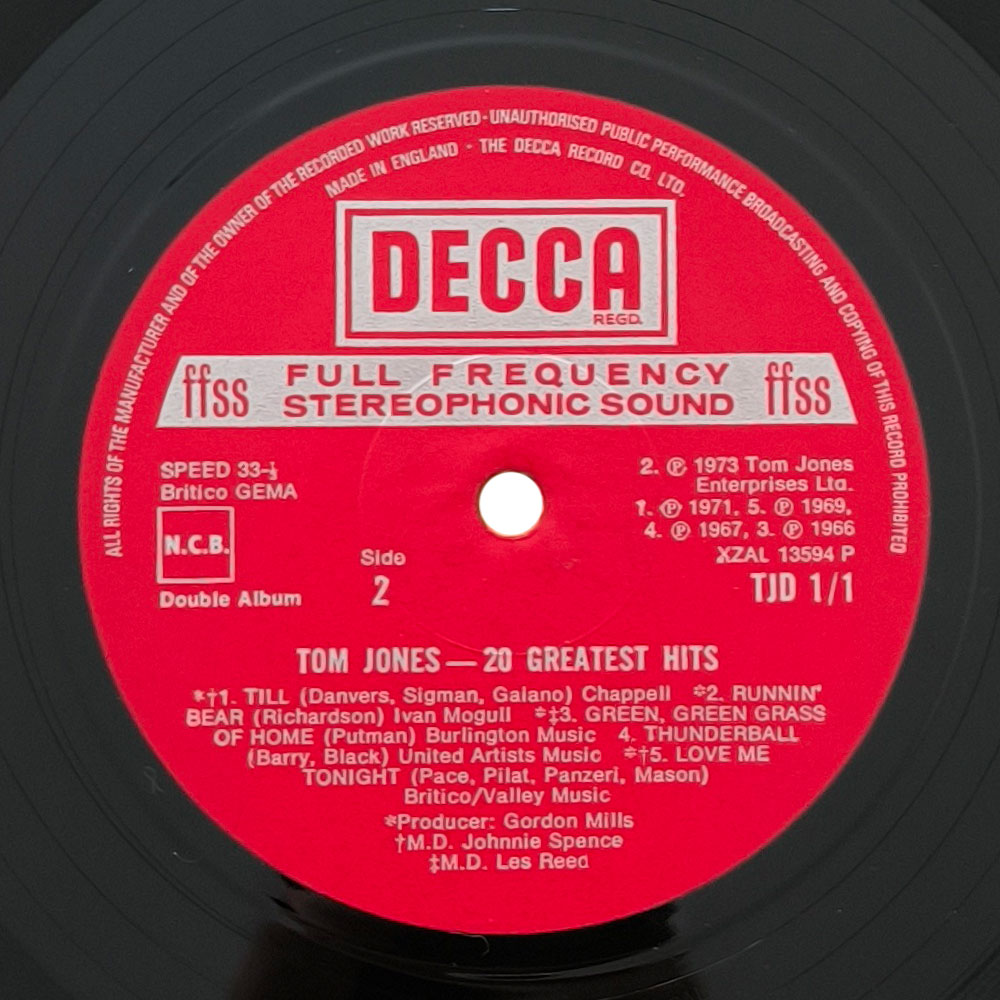 ALL RIGHTS OF THE MANUFACTURER AND OF THE OWNER OF THE RECORDED WORK RESERVED · UNAUTHORISED PUBLIC PERFORMANCE BROADCASTING AND COPYING OF THIS RECORD PROHIBITED
MADE IN ENGLAND · THE DECCA RECORD CO. LTD.
DECCA
REGD.
ffss FULL FREQUENCY STEREOPHONIC SOUND ffss
SPEED 33-⅓
Britico GEMA
N.C.B.
Double Album
Side
2
2. ℗ 1973 Tom Jones
Enterprises Ltd.
1. ℗ 1971, 5. ℗ 1969,
4. ℗ 1967, 3. ℗ 1966
XZAL 13594 P
TJD 1/1
TOM JONES — 20 GREATEST HITS
*†1. TILL (Danvers, Sigman, Galano) Chappell *2. RUNNIN'
BEAR (Richardson) Ivan Mogull *‡3. GREEN, GREEN GRASS
OF HOME (Putman) Burlington Music 4. THUNDERBALL
(Barry, Black) United Artists Music *†5. LOVE ME
TONIGHT (Pace, Pilat, Panzeri, Mason)
Britico/Valley Music
*Producer: Gordon Mills
†M.D. Johnnie Spence
‡M.D. Les Reed